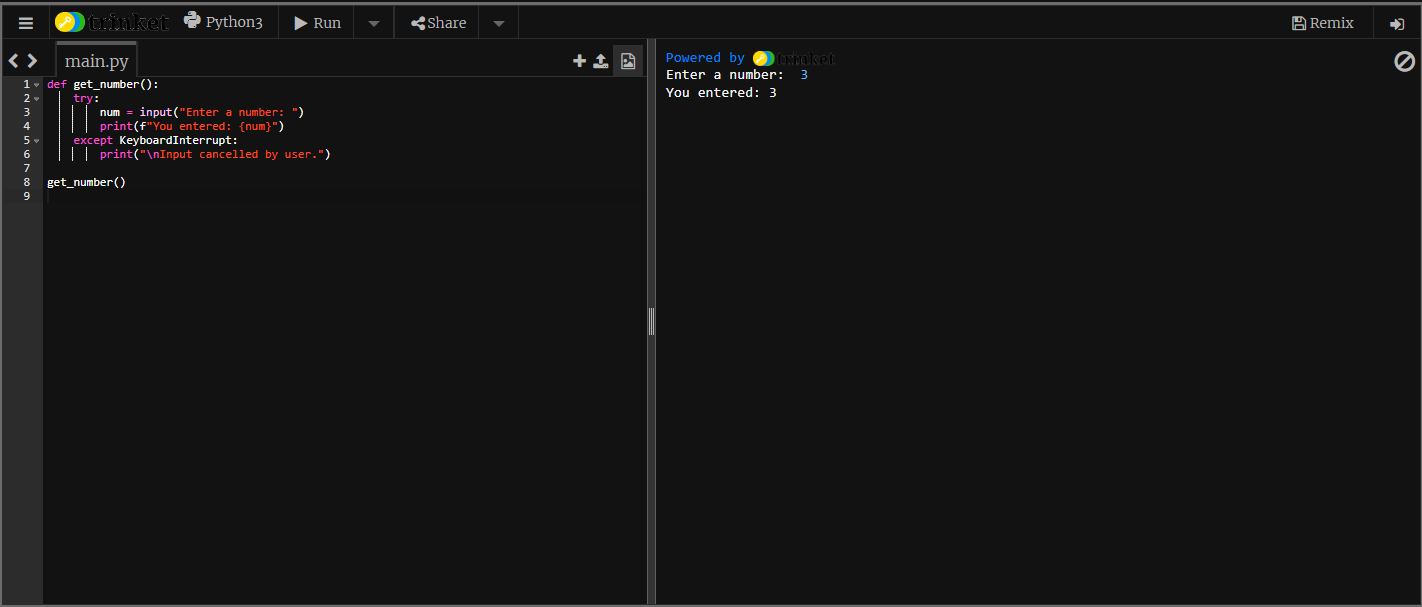 trinket Python3 Run Share Remix
main.py
1 def get_number():
2     try:
3         num = input("Enter a number: ")
4         print(f"You entered: {num}")
5     except KeyboardInterrupt:
6         print("\nInput cancelled by user.")
7
8 get_number()
9
Powered by trinket
Enter a number:  3
You entered: 3